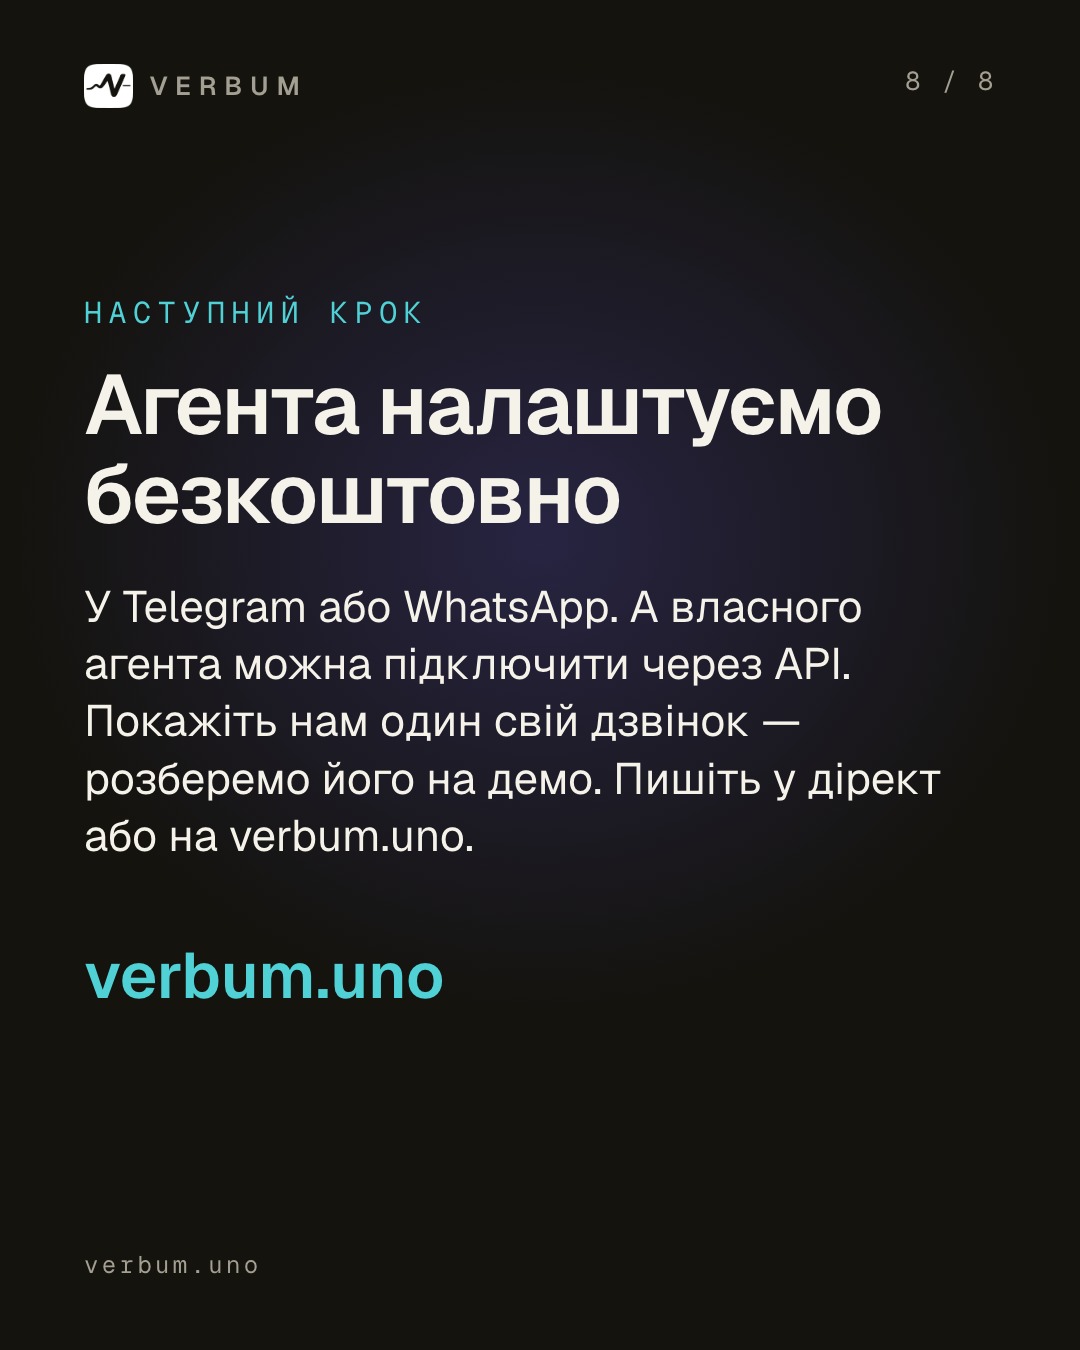 VERBUM
8 / 8
НАСТУПНИЙ КРОК
Агента налаштуємо
безкоштовно
У Telegram або WhatsApp. А власного
агента можна підключити через API.
Покажіть нам один свій дзвінок —
розберемо його на демо. Пишіть у дірект
або на verbum.uno.
verbum.uno
verbum.uno